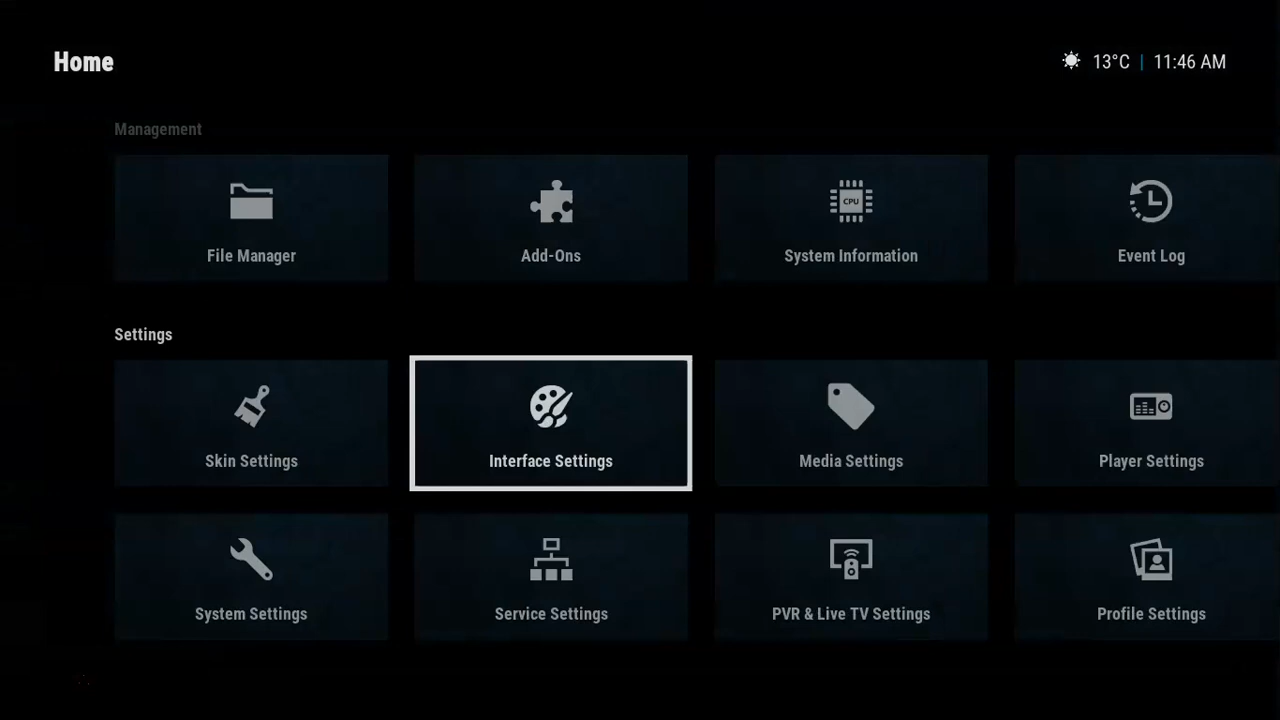 Home
13°C | 11:46 AM
Management
File Manager
Add-Ons
CPU
System Information
Event Log
Settings
Skin Settings
Interface Settings
Media Settings
Player Settings
System Settings
Service Settings
PVR & Live TV Settings
Profile Settings